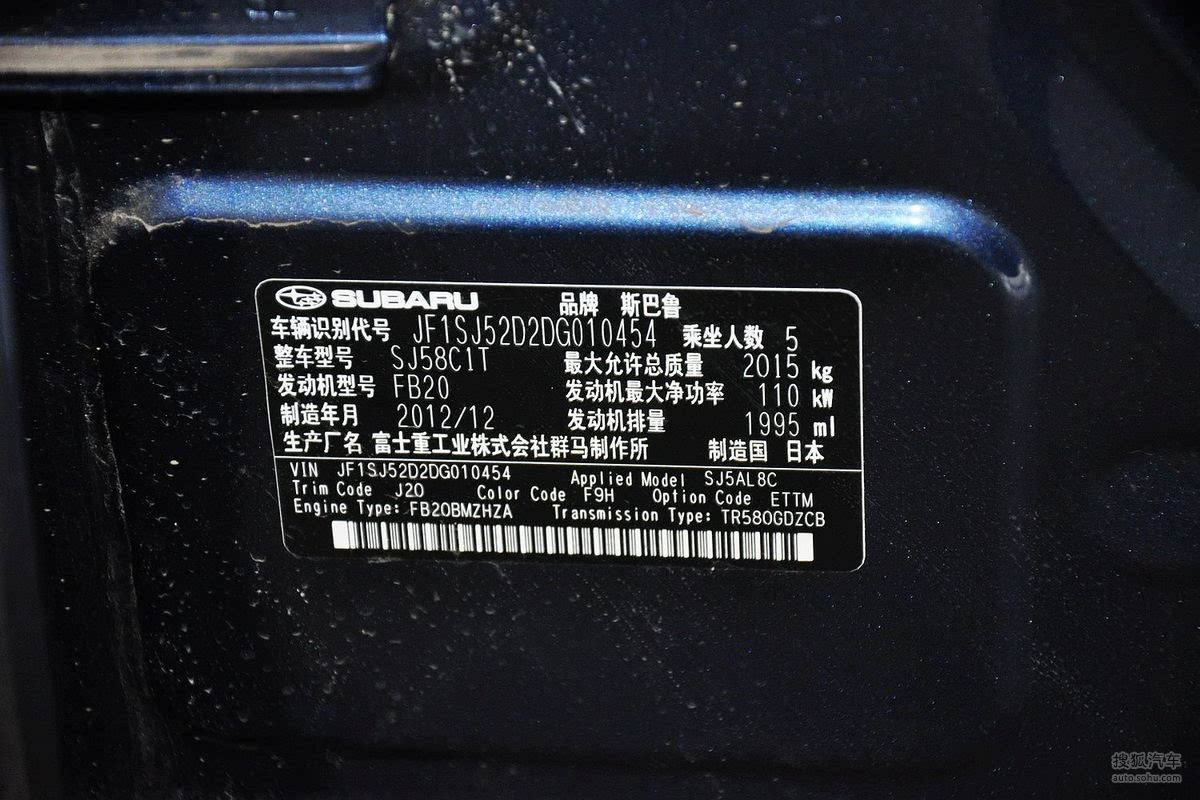 SUBARU 品牌 斯巴鲁
车辆识别代号 JF1SJ52D2DG010454 乘坐人数 5
整车型号 SJ58C1T 最大允许总质量 2015 kg
发动机型号 FB20 发动机最大净功率 110 kW
制造年月 2012/12 发动机排量 1995 ml
生产厂名 富士重工业株式会社群马制作所 制造国 日本
VIN JF1SJ52D2DG010454 Applied Model SJ5AL8C
Trim Code J20 Color Code F9H Option Code ETTM
Engine Type: FB20BMZHZA Transmission Type: TR580GDZCB
搜狐汽车
auto.sohu.com